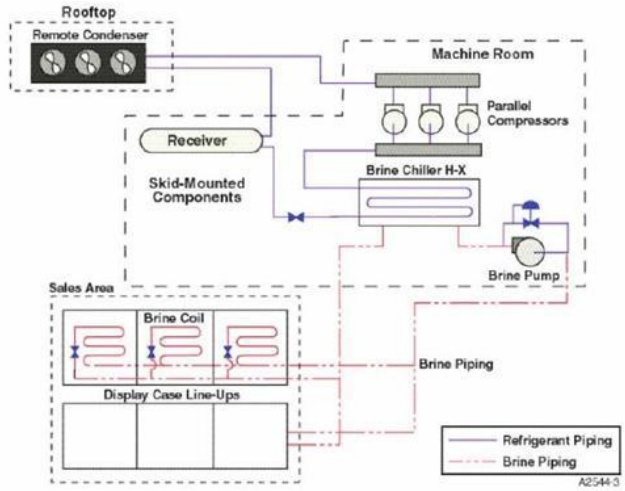 Rooftop
Remote Condenser
Machine Room
Parallel
Compressors
Receiver
Brine Chiller H-X
Skid-Mounted
Components
Brine Pump
Sales Area
Brine Coil
Brine Piping
Display Case Line-Ups
Refrigerant Piping
Brine Piping
A2544-3